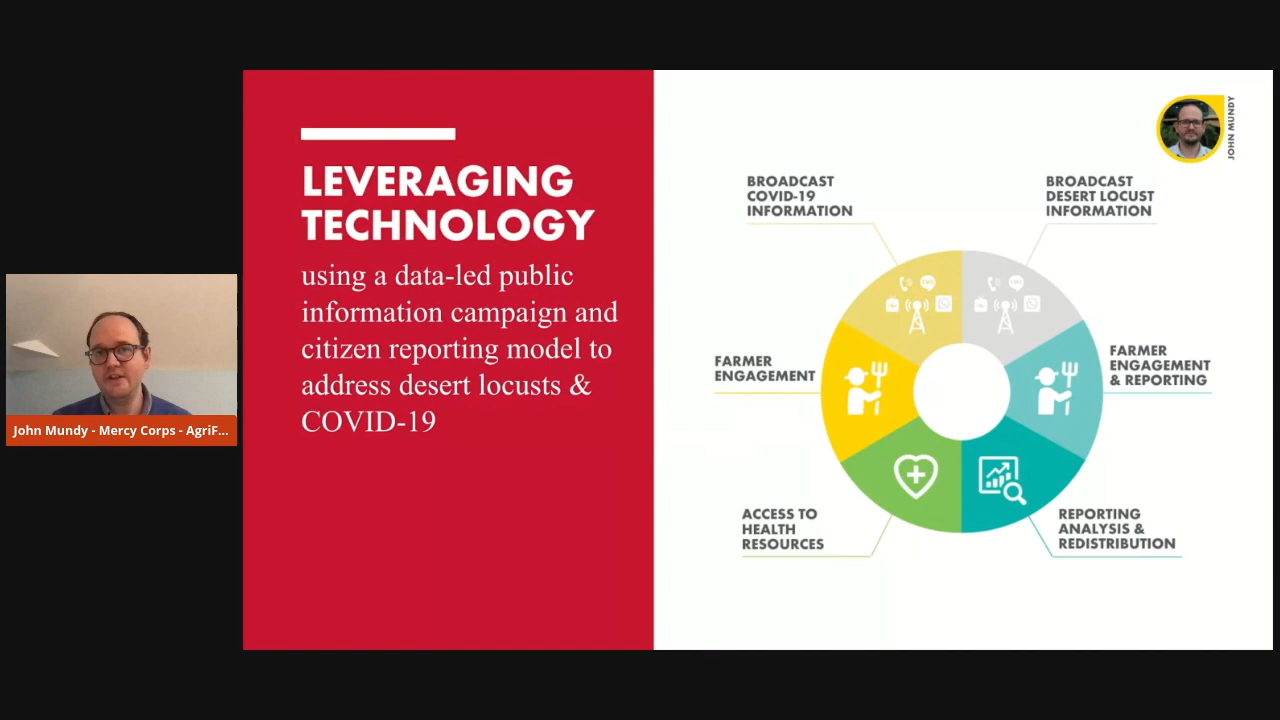 LEVERAGING
TECHNOLOGY
using a data-led public
information campaign and
citizen reporting model to
address desert locusts &
COVID-19
John Mundy - Mercy Corps - AgriF...
JOHN MUNDY
BROADCAST
COVID-19
INFORMATION
BROADCAST
DESERT LOCUST
INFORMATION
FARMER
ENGAGEMENT
FARMER
ENGAGEMENT
& REPORTING
ACCESS TO
HEALTH
RESOURCES
REPORTING
ANALYSIS &
REDISTRIBUTION